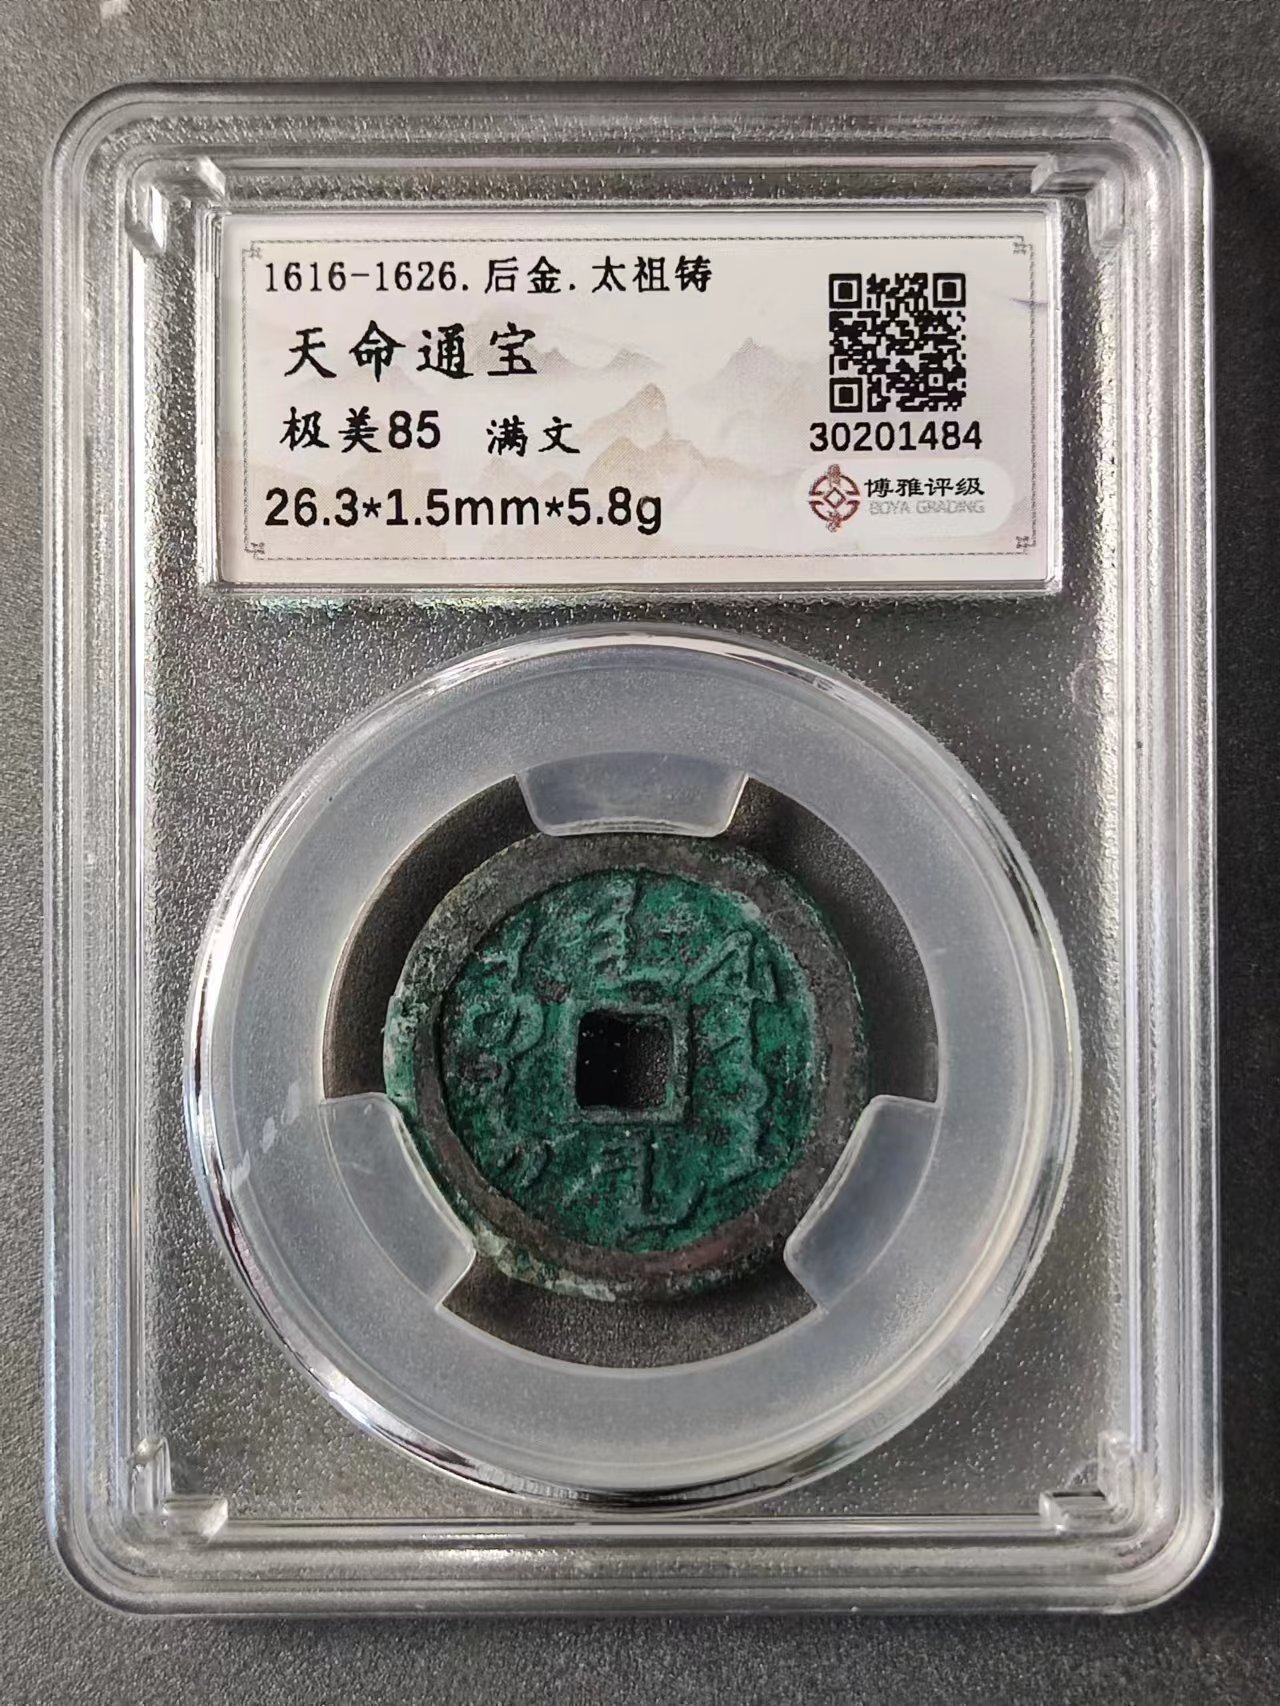 1616-1626.后金.太祖铸
天命通宝
极美85 满文
26.3*1.5mm*5.8g
30201484
博雅评级
BOYA GRADING